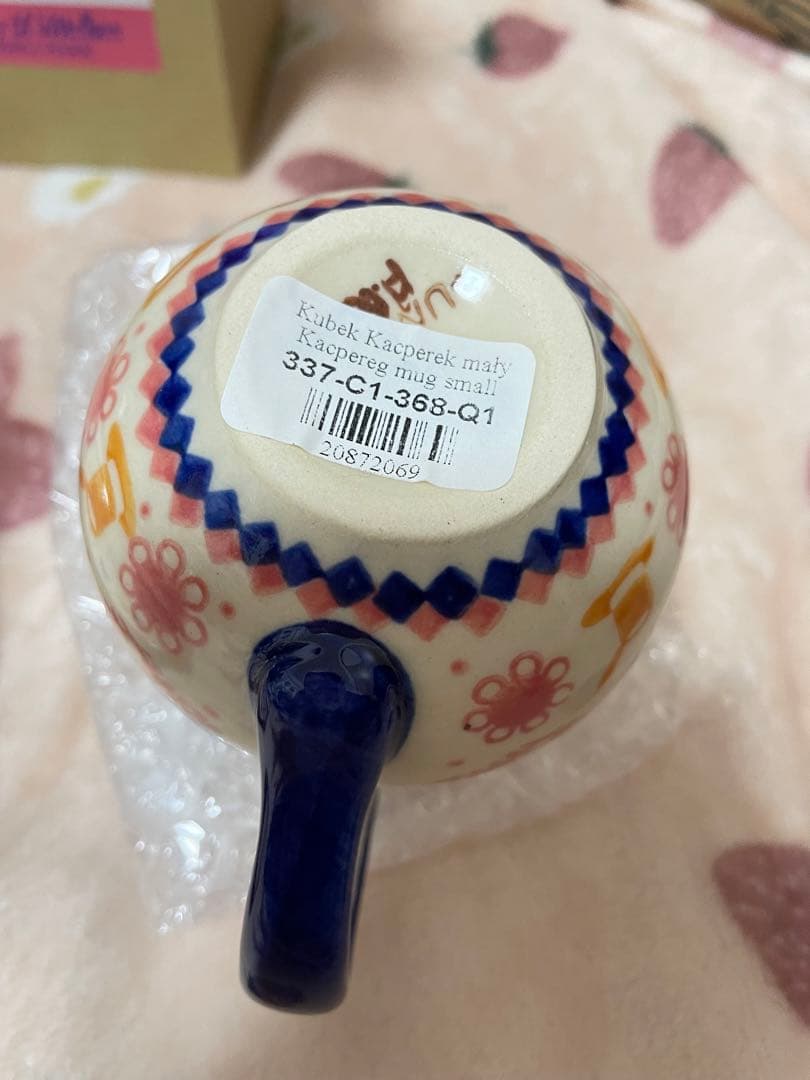 Kubek Kacperek mały
Kacpereg mug small
337-C1-368-Q1
20872069